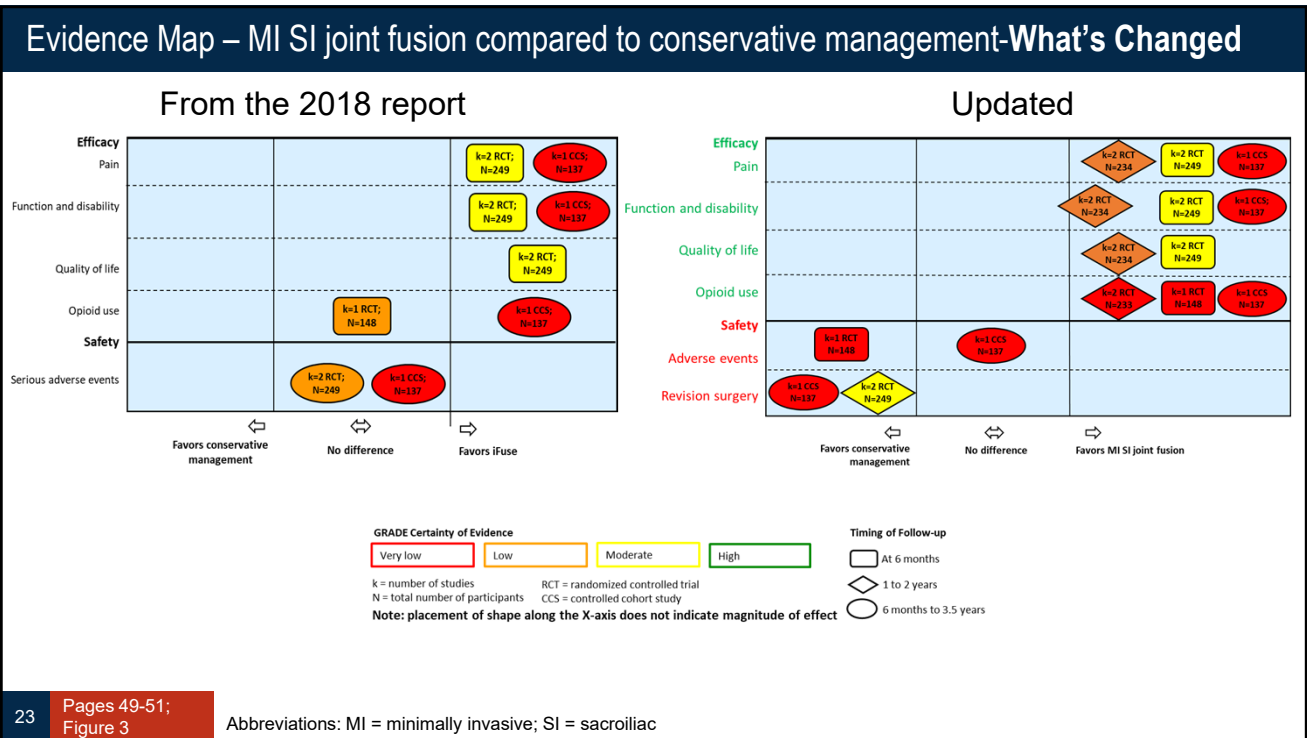 Evidence Map – MI SI joint fusion compared to conservative management-What's Changed
From the 2018 report
Efficacy
Pain
k=2 RCT;
N=249
k=1 CCS;
N=137
Function and disability
k=2 RCT;
N=249
k=1 CCS;
N=137
Quality of life
k=2 RCT;
N=249
Opioid use
k=1 RCT;
N=148
k=1 CCS;
N=137
Safety
Serious adverse events
k=2 RCT;
N=249
k=1 CCS;
N=137
Favors conservative
management
No difference
Favors iFuse
Updated
Efficacy
Pain
k=2 RCT
N=234
k=2 RCT
N=249
k=1 CCS
N=137
Function and disability
k=2 RCT
N=234
k=2 RCT
N=249
k=1 CCS
N=137
Quality of life
k=2 RCT
N=234
k=2 RCT
N=249
Opioid use
k=2 RCT
N=233
k=1 RCT
N=148
k=1 CCS
N=137
Safety
Adverse events
k=1 RCT
N=148
k=1 CCS
N=137
Revision surgery
k=1 CCS
N=137
k=2 RCT
N=249
Favors conservative
management
No difference
Favors MI SI joint fusion
GRADE Certainty of Evidence
Very low
Low
Moderate
High
k = number of studies
RCT = randomized controlled trial
N = total number of participants
CCS = controlled cohort study
Note: placement of shape along the X-axis does not indicate magnitude of effect
Timing of Follow-up
At 6 months
1 to 2 years
6 months to 3.5 years
23
Pages 49-51;
Figure 3
Abbreviations: MI = minimally invasive; SI = sacroiliac